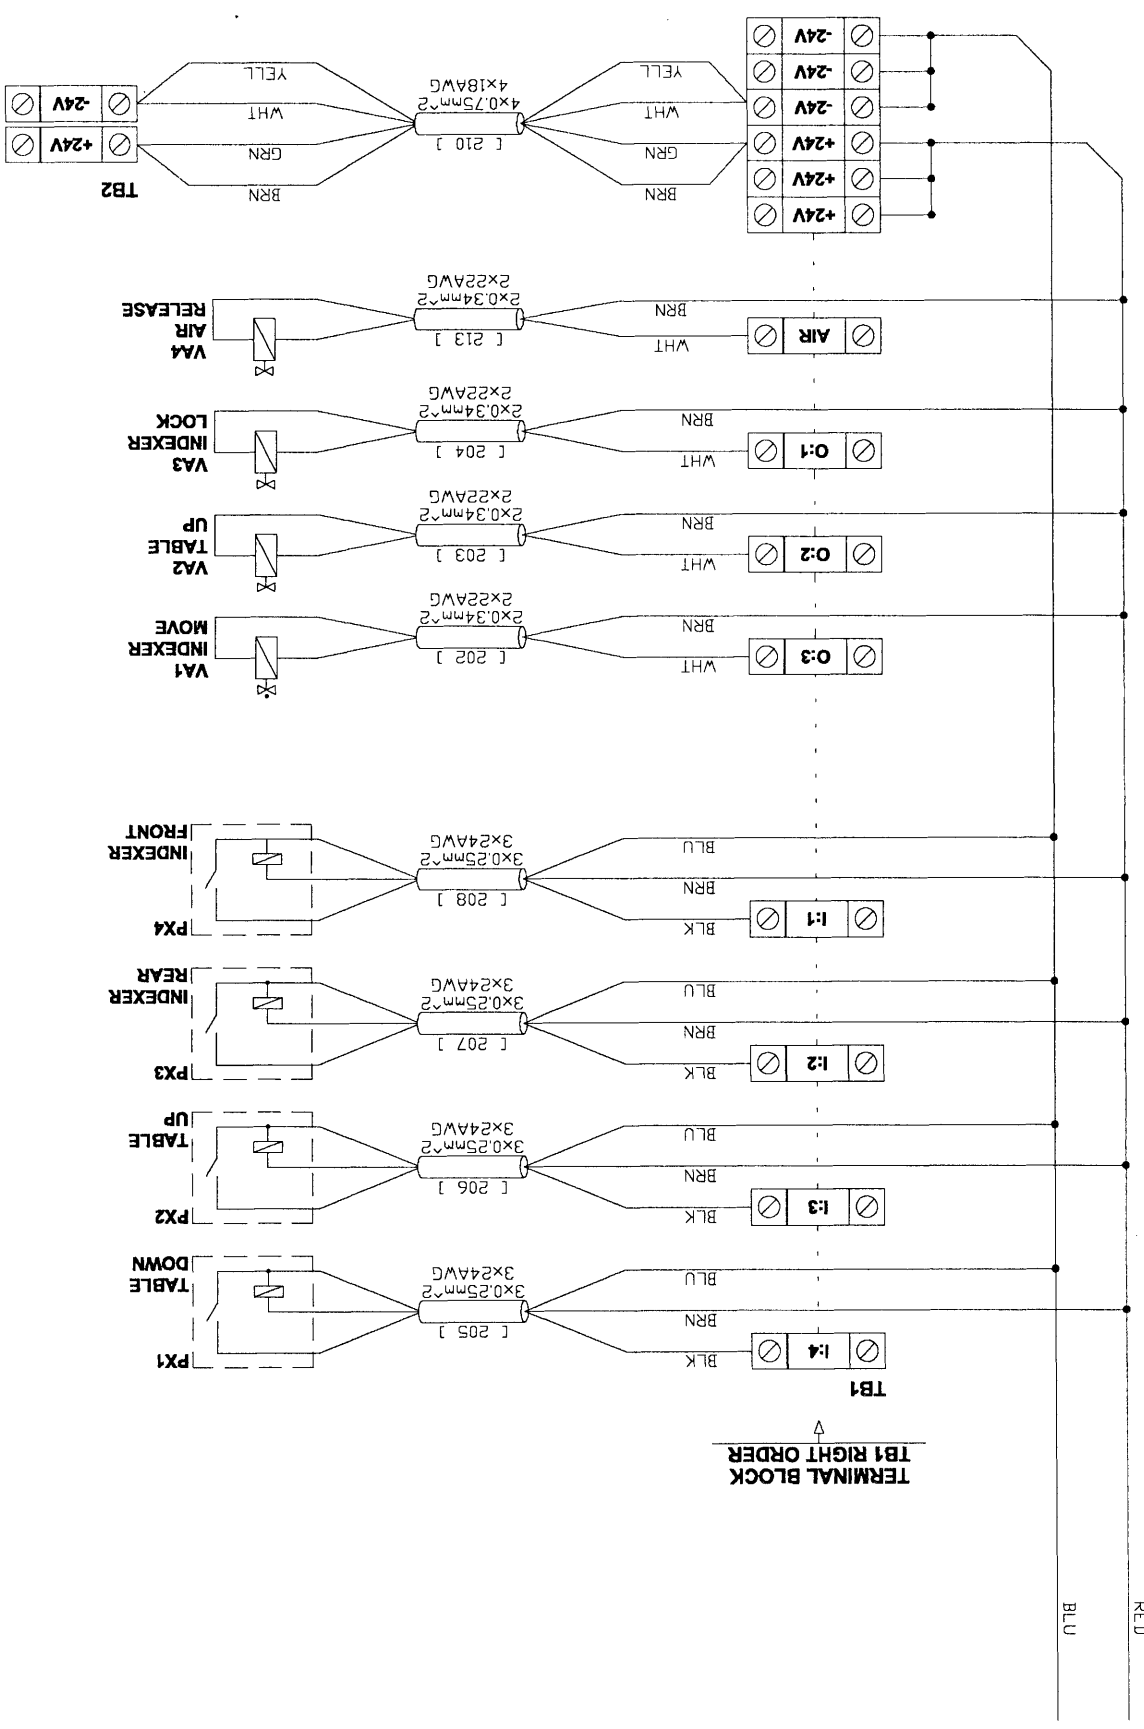 RED
BLU
TERMINAL BLOCK
TB1 RIGHT ORDER
TB1
I:4
BLK
BRN
BLU
[ 205 ]
3x0.25mm^2
3x24AWG
PX1
TABLE
DOWN
I:3
BLK
BRN
BLU
[ 206 ]
3x0.25mm^2
3x24AWG
PX2
TABLE
UP
I:2
BLK
BRN
BLU
[ 207 ]
3x0.25mm^2
3x24AWG
PX3
INDEXER
REAR
I:1
BLK
BRN
BLU
[ 208 ]
3x0.25mm^2
3x24AWG
PX4
INDEXER
FRONT
O:3
WHT
BRN
[ 202 ]
2x0.34mm^2
2x22AWG
VA1
INDEXER
MOVE
O:2
WHT
BRN
[ 203 ]
2x0.34mm^2
2x22AWG
VA2
TABLE
UP
O:1
WHT
BRN
[ 204 ]
2x0.34mm^2
2x22AWG
VA3
INDEXER
LOCK
AIR
WHT
BRN
[ 213 ]
2x0.34mm^2
2x22AWG
VA4
AIR
RELEASE
+24V
+24V
+24V
-24V
-24V
-24V
BRN
GRN
WHT
YELL
[ 210 ]
4x0.75mm^2
4x18AWG
BRN
GRN
WHT
YELL
TB2
+24V
-24V